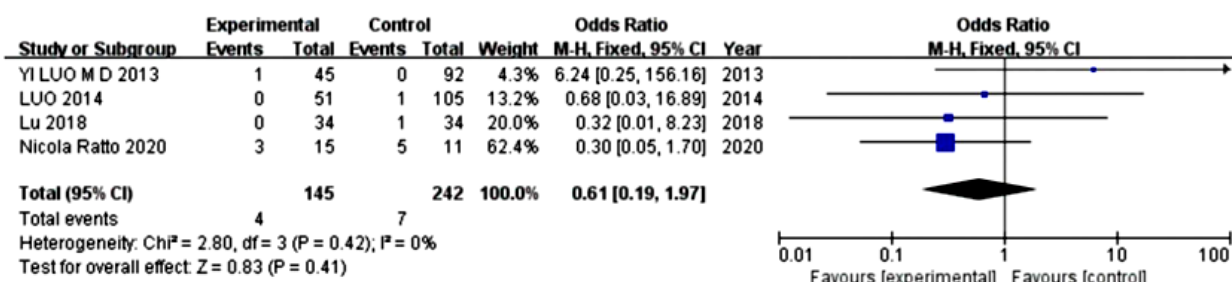 Experimental Control Odds Ratio Odds Ratio
Study or Subgroup Events Total Events Total Weight M-H, Fixed, 95% CI Year M-H, Fixed, 95% CI
YI LUO M D 2013 1 45 0 92 4.3% 6.24 [0.25, 156.16] 2013
LUO 2014 0 51 1 105 13.2% 0.68 [0.03, 16.89] 2014
Lu 2018 0 34 1 34 20.0% 0.32 [0.01, 8.23] 2018
Nicola Ratto 2020 3 15 5 11 62.4% 0.30 [0.05, 1.70] 2020
Total (95% CI) 145 242 100.0% 0.61 [0.19, 1.97]
Total events 4 7
Heterogeneity: Chi² = 2.80, df = 3 (P = 0.42); I² = 0%
Test for overall effect: Z = 0.83 (P = 0.41)
0.01 0.1 1 10 100
Favours [experimental] Favours [control]